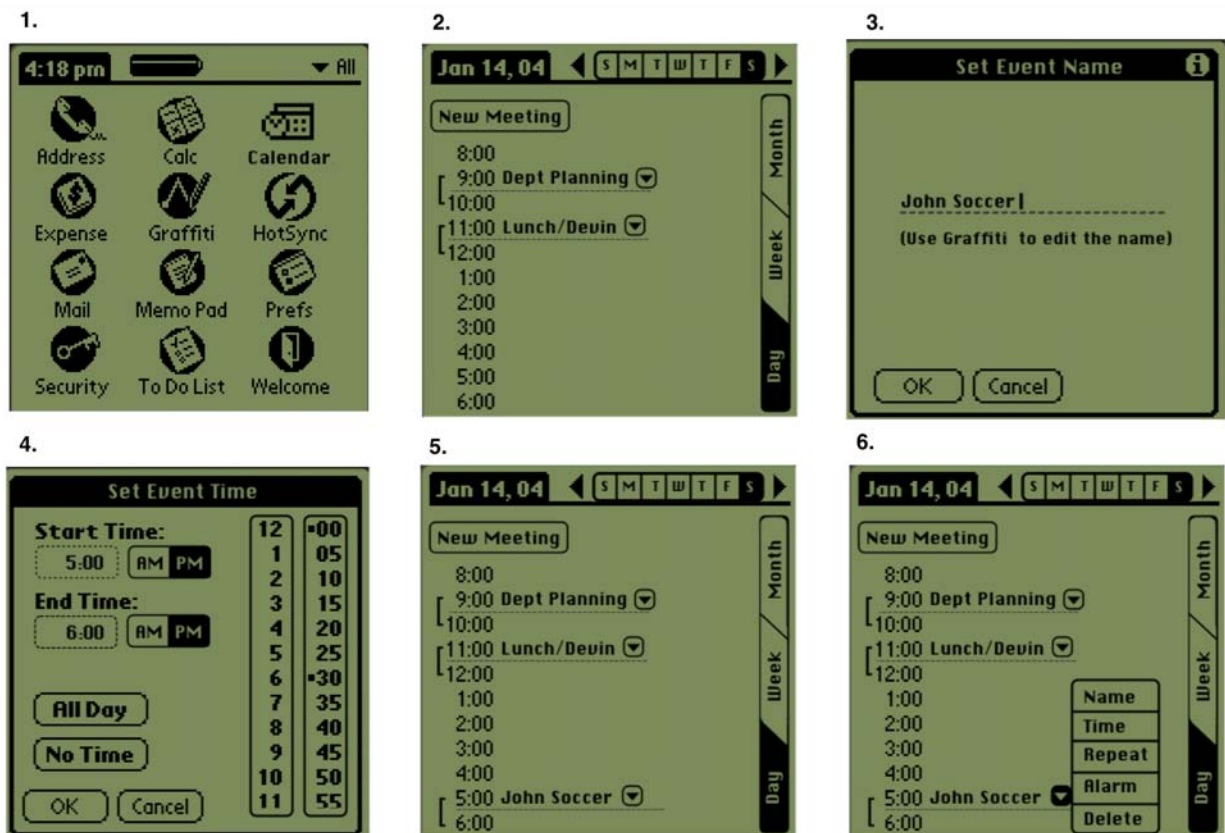 1.
4:18 pm All
Address Calc Calendar
Expense Graffiti HotSync
Mail Memo Pad Prefs
Security To Do List Welcome
2.
Jan 14, 04 S M T W T F S
New Meeting
8:00
9:00 Dept Planning
10:00
11:00 Lunch/Devin
12:00
1:00
2:00
3:00
4:00
5:00
6:00
Month
Week
Day
3.
Set Event Name i
John Soccer
(Use Graffiti to edit the name)
OK Cancel
4.
Set Event Time
Start Time:
5:00 AM PM
End Time:
6:00 AM PM
All Day
No Time
OK Cancel
12 00
1 05
2 10
3 15
4 20
5 25
6 30
7 35
8 40
9 45
10 50
11 55
5.
Jan 14, 04 S M T W T F S
New Meeting
8:00
9:00 Dept Planning
10:00
11:00 Lunch/Devin
12:00
1:00
2:00
3:00
4:00
5:00 John Soccer
6:00
Month
Week
Day
6.
Jan 14, 04 S M T W T F S
New Meeting
8:00
9:00 Dept Planning
10:00
11:00 Lunch/Devin
12:00
1:00
2:00
3:00
4:00
5:00 John Soccer
6:00
Name
Time
Repeat
Alarm
Delete
Month
Week
Day